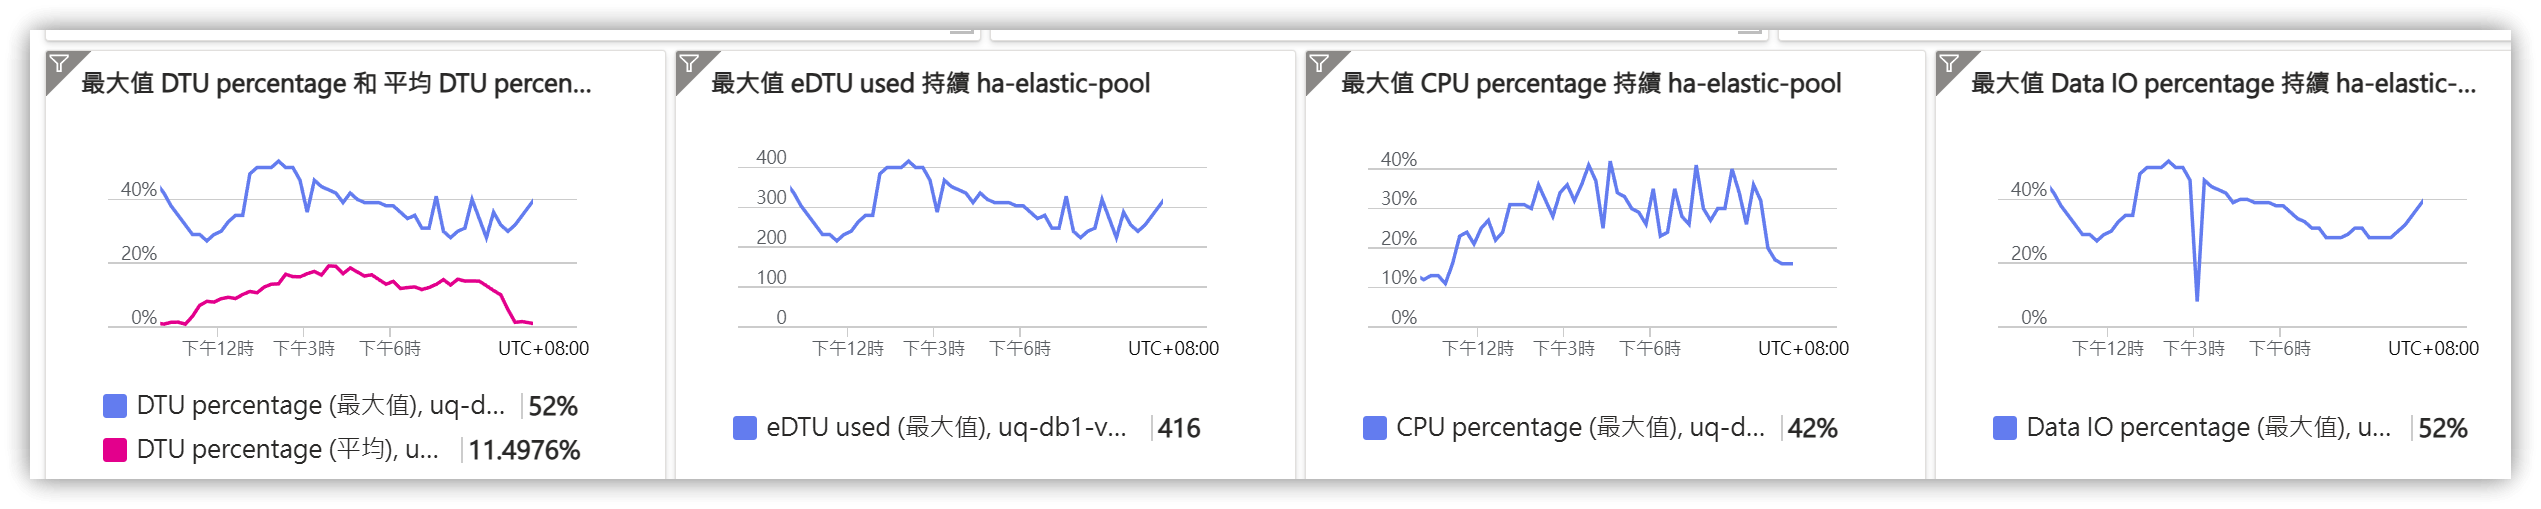 最大值 DTU percentage 和 平均 DTU percen...
40%
20%
0%
下午12時 下午3時 下午6時 UTC+08:00
DTU percentage (最大值), uq-d... 52%
DTU percentage (平均), u... 11.4976%
最大值 eDTU used 持續 ha-elastic-pool
400
300
200
100
0
下午12時 下午3時 下午6時 UTC+08:00
eDTU used (最大值), uq-db1-v... 416
最大值 CPU percentage 持續 ha-elastic-pool
40%
30%
20%
10%
0%
下午12時 下午3時 下午6時 UTC+08:00
CPU percentage (最大值), uq-d... 42%
最大值 Data IO percentage 持續 ha-elastic-...
40%
20%
0%
下午12時 下午3時 下午6時 UTC+08:00
Data IO percentage (最大值), u... 52%